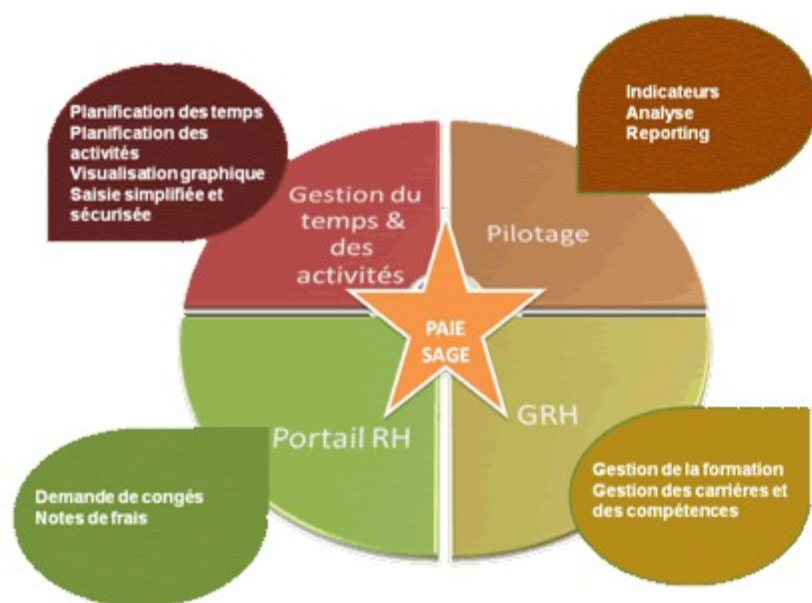 Planification des temps
Planification des
activités
Visualisation graphique
Saisie simplifiée et
sécurisée
Indicateurs
Analyse
Reporting
Gestion du
temps &
des
activités
Pilotage
PAIE
SAGE
Portail RH
GRH
Demande de congés
Notes de frais
Gestion de la formation
Gestion des carrières et
des compétences